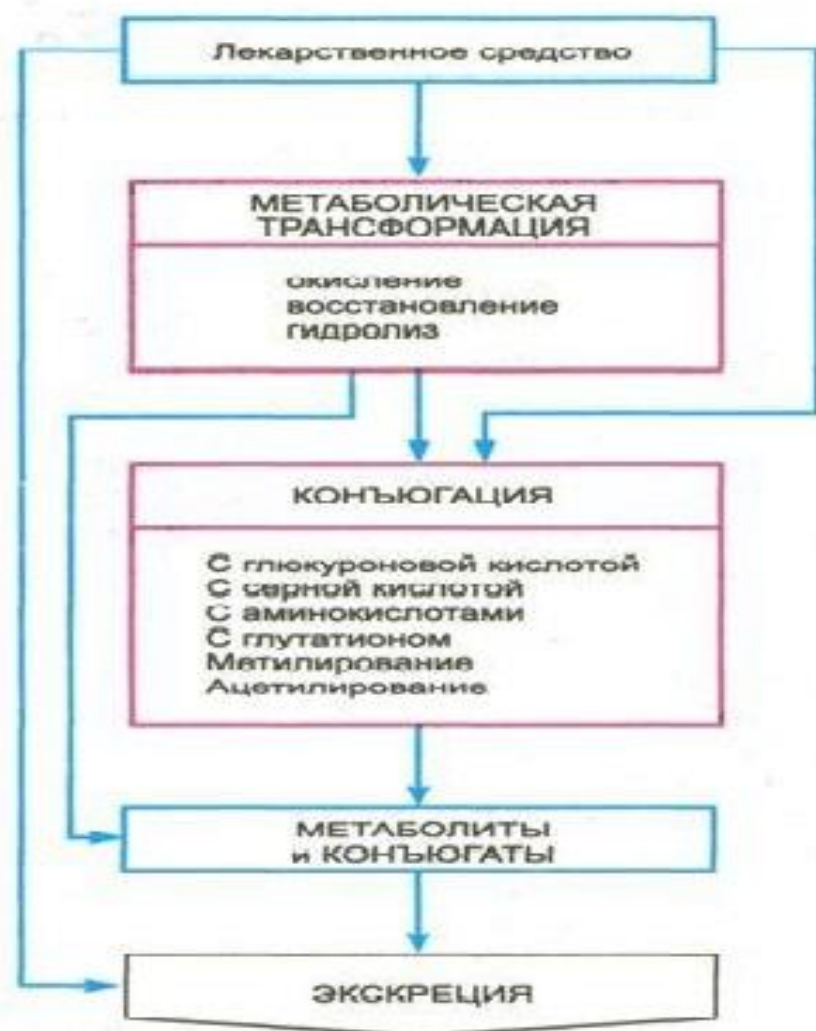 Лекарственное средство
МЕТАБОЛИЧЕСКАЯ
ТРАНСФОРМАЦИЯ
окисление
восстановление
гидролиз
КОНЪЮГАЦИЯ
С глюкуроновой кислотой
С серной кислотой
С аминокислотами
С глутатионом
Метилирование
Ацетилирование
МЕТАБОЛИТЫ
и КОНЪЮГАТЫ
ЭКСКРЕЦИЯ